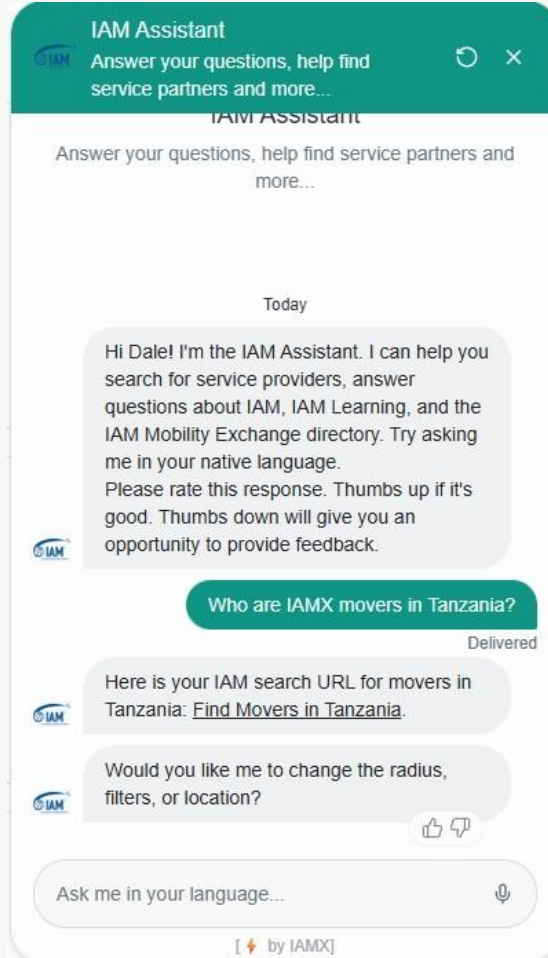 IAM Assistant
Answer your questions, help find
service partners and more...
IAM
IAM Assistant
Answer your questions, help find service partners and
more...
Today
Hi Dale! I'm the IAM Assistant. I can help you
search for service providers, answer
questions about IAM, IAM Learning, and the
IAM Mobility Exchange directory. Try asking
me in your native language.
Please rate this response. Thumbs up if it's
good. Thumbs down will give you an
opportunity to provide feedback.
IAM
Who are IAMX movers in Tanzania?
Delivered
Here is your IAM search URL for movers in
Tanzania: Find Movers in Tanzania.
IAM
Would you like me to change the radius,
filters, or location?
IAM
Ask me in your language...
[ by IAMX]